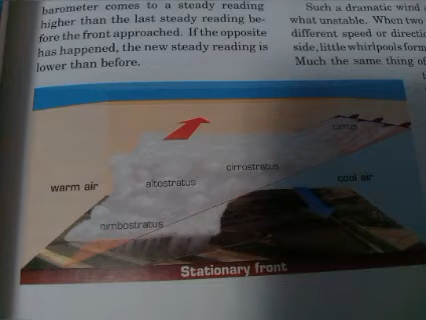 barometer comes to a steady reading
higher than the last steady reading be-
fore the front approached. If the opposite
has happened, the new steady reading is
lower than before.
Such a dramatic wind
what unstable. When two
different speed or directi
side, little whirlpools form
Much the same thing of
cirrus
cirrostratus
cool air
warm air
altostratus
nimbostratus
Stationary front